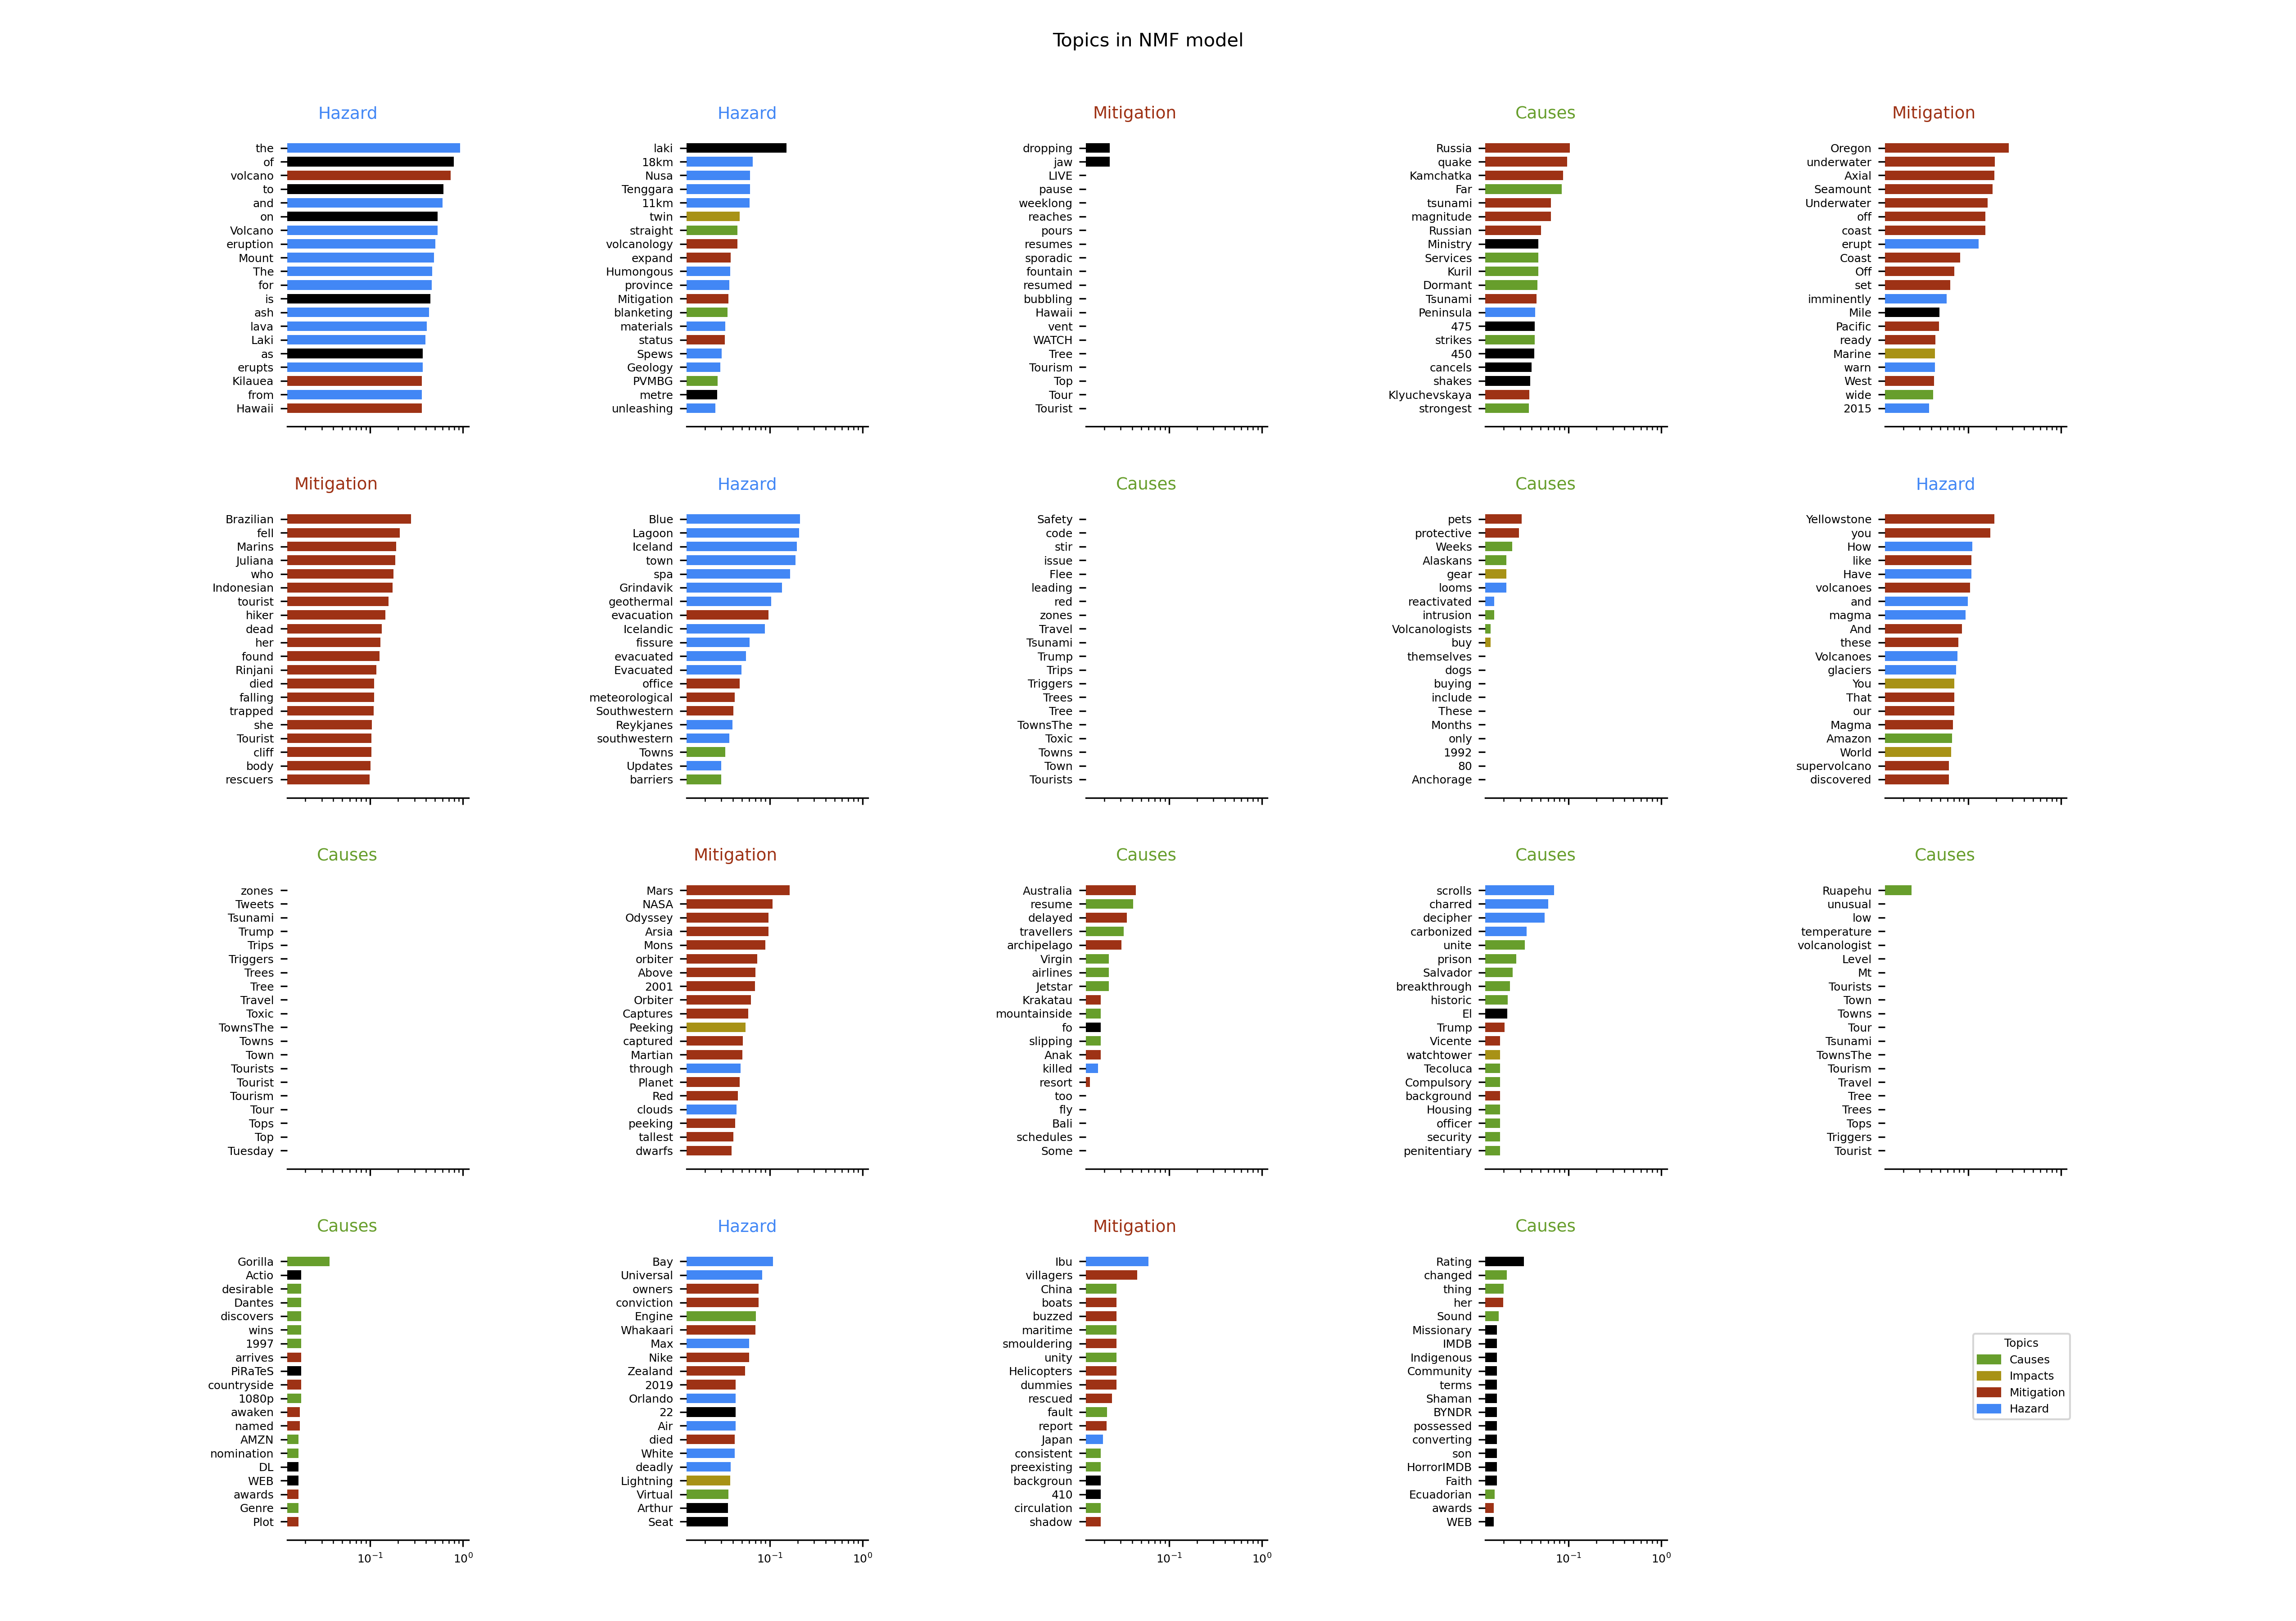 Topics in NMF model
Hazard
the
of
volcano
to
and
on
Volcano
eruption
Mount
The
for
is
ash
lava
Laki
as
erupts
Kilauea
from
Hawaii
Hazard
laki
18km
Nusa
Tenggara
11km
twin
straight
volcanology
expand
Humongous
province
Mitigation
blanketing
materials
status
Spews
Geology
PVMBG
metre
unleashing
Mitigation
dropping
jaw
LIVE
pause
weeklong
reaches
pours
resumes
sporadic
fountain
resumed
bubbling
Hawaii
vent
WATCH
Tree
Tourism
Top
Tour
Tourist
Causes
Russia
quake
Kamchatka
Far
tsunami
magnitude
Russian
Ministry
Services
Kuril
Dormant
Tsunami
Peninsula
475
strikes
450
cancels
shakes
Klyuchevskaya
strongest
Mitigation
Oregon
underwater
Axial
Seamount
Underwater
off
coast
erupt
Coast
Off
set
imminently
Mile
Pacific
ready
Marine
warn
West
wide
2015
Mitigation
Brazilian
fell
Marins
Juliana
who
Indonesian
tourist
hiker
dead
her
found
Rinjani
died
falling
trapped
she
Tourist
cliff
body
rescuers
Hazard
Blue
Lagoon
Iceland
town
spa
Grindavik
geothermal
evacuation
Icelandic
fissure
evacuated
Evacuated
office
meteorological
Southwestern
Reykjanes
southwestern
Towns
Updates
barriers
Causes
Safety
code
stir
issue
Flee
leading
red
zones
Travel
Tsunami
Trump
Trips
Triggers
Trees
Tree
TownsThe
Toxic
Towns
Town
Tourists
Causes
pets
protective
Weeks
Alaskans
gear
looms
reactivated
intrusion
Volcanologists
buy
themselves
dogs
buying
include
These
Months
only
1992
80
Anchorage
Hazard
Yellowstone
you
How
like
Have
volcanoes
and
magma
And
these
Volcanoes
glaciers
You
That
our
Magma
Amazon
World
supervolcano
discovered
Causes
zones
Tweets
Tsunami
Trump
Trips
Triggers
Trees
Tree
Travel
Toxic
TownsThe
Towns
Town
Tourists
Tourist
Tourism
Tour
Tops
Top
Tuesday
Mitigation
Mars
NASA
Odyssey
Arsia
Mons
orbiter
Above
2001
Orbiter
Captures
Peeking
captured
Martian
through
Planet
Red
clouds
peeking
tallest
dwarfs
Causes
Australia
resume
delayed
travellers
archipelago
Virgin
airlines
Jetstar
Krakatau
mountainside
fo
slipping
Anak
killed
resort
too
fly
Bali
schedules
Some
Causes
scrolls
charred
decipher
carbonized
unite
prison
Salvador
breakthrough
historic
El
Trump
Vicente
watchtower
Tecoluca
Compulsory
background
Housing
officer
security
penitentiary
Causes
Ruapehu
unusual
low
temperature
volcanologist
Level
Mt
Tourists
Town
Towns
Tour
Tsunami
TownsThe
Tourism
Travel
Tree
Trees
Tops
Triggers
Tourist
Causes
Gorilla
Actio
desirable
Dantes
discovers
wins
1997
arrives
PiRaTeS
countryside
1080p
awaken
named
AMZN
nomination
DL
WEB
awards
Genre
Plot
10⁻¹ 10⁰
Hazard
Bay
Universal
owners
conviction
Engine
Whakaari
Max
Nike
Zealand
2019
Orlando
22
Air
died
White
deadly
Lightning
Virtual
Arthur
Seat
10⁻¹ 10⁰
Mitigation
Ibu
villagers
China
boats
buzzed
maritime
smouldering
unity
Helicopters
dummies
rescued
fault
report
Japan
consistent
preexisting
backgroun
410
circulation
shadow
10⁻¹ 10⁰
Causes
Rating
changed
thing
her
Sound
Missionary
IMDB
Indigenous
Community
terms
Shaman
BYNDR
possessed
converting
son
HorrorIMDB
Faith
Ecuadorian
awards
WEB
10⁻¹ 10⁰
Topics
Causes
Impacts
Mitigation
Hazard